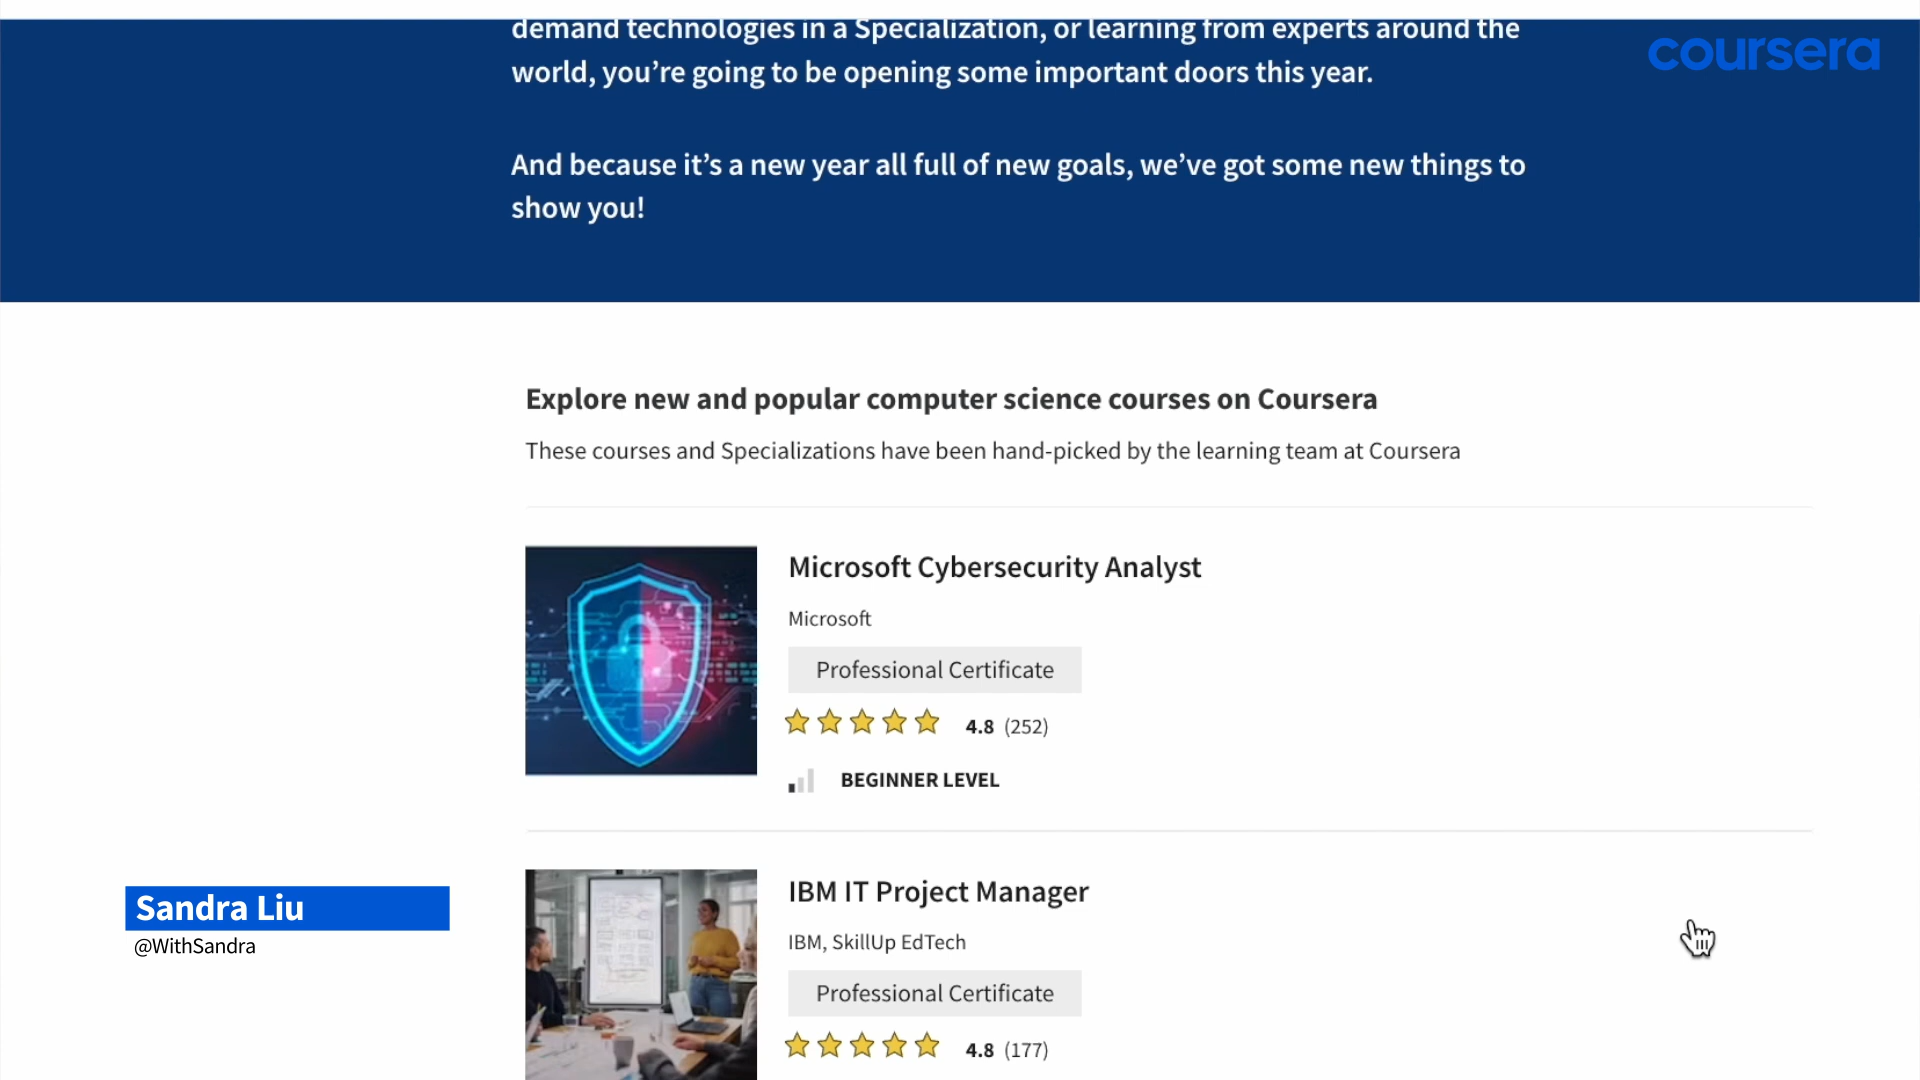 demand technologies in a Specialization, or learning from experts around the
world, you’re going to be opening some important doors this year.
coursera
And because it’s a new year all full of new goals, we’ve got some new things to
show you!
Explore new and popular computer science courses on Coursera
These courses and Specializations have been hand-picked by the learning team at Coursera
Microsoft Cybersecurity Analyst
Microsoft
Professional Certificate
4.8 (252)
BEGINNER LEVEL
IBM IT Project Manager
IBM, SkillUp EdTech
Professional Certificate
4.8 (177)
Sandra Liu
@WithSandra